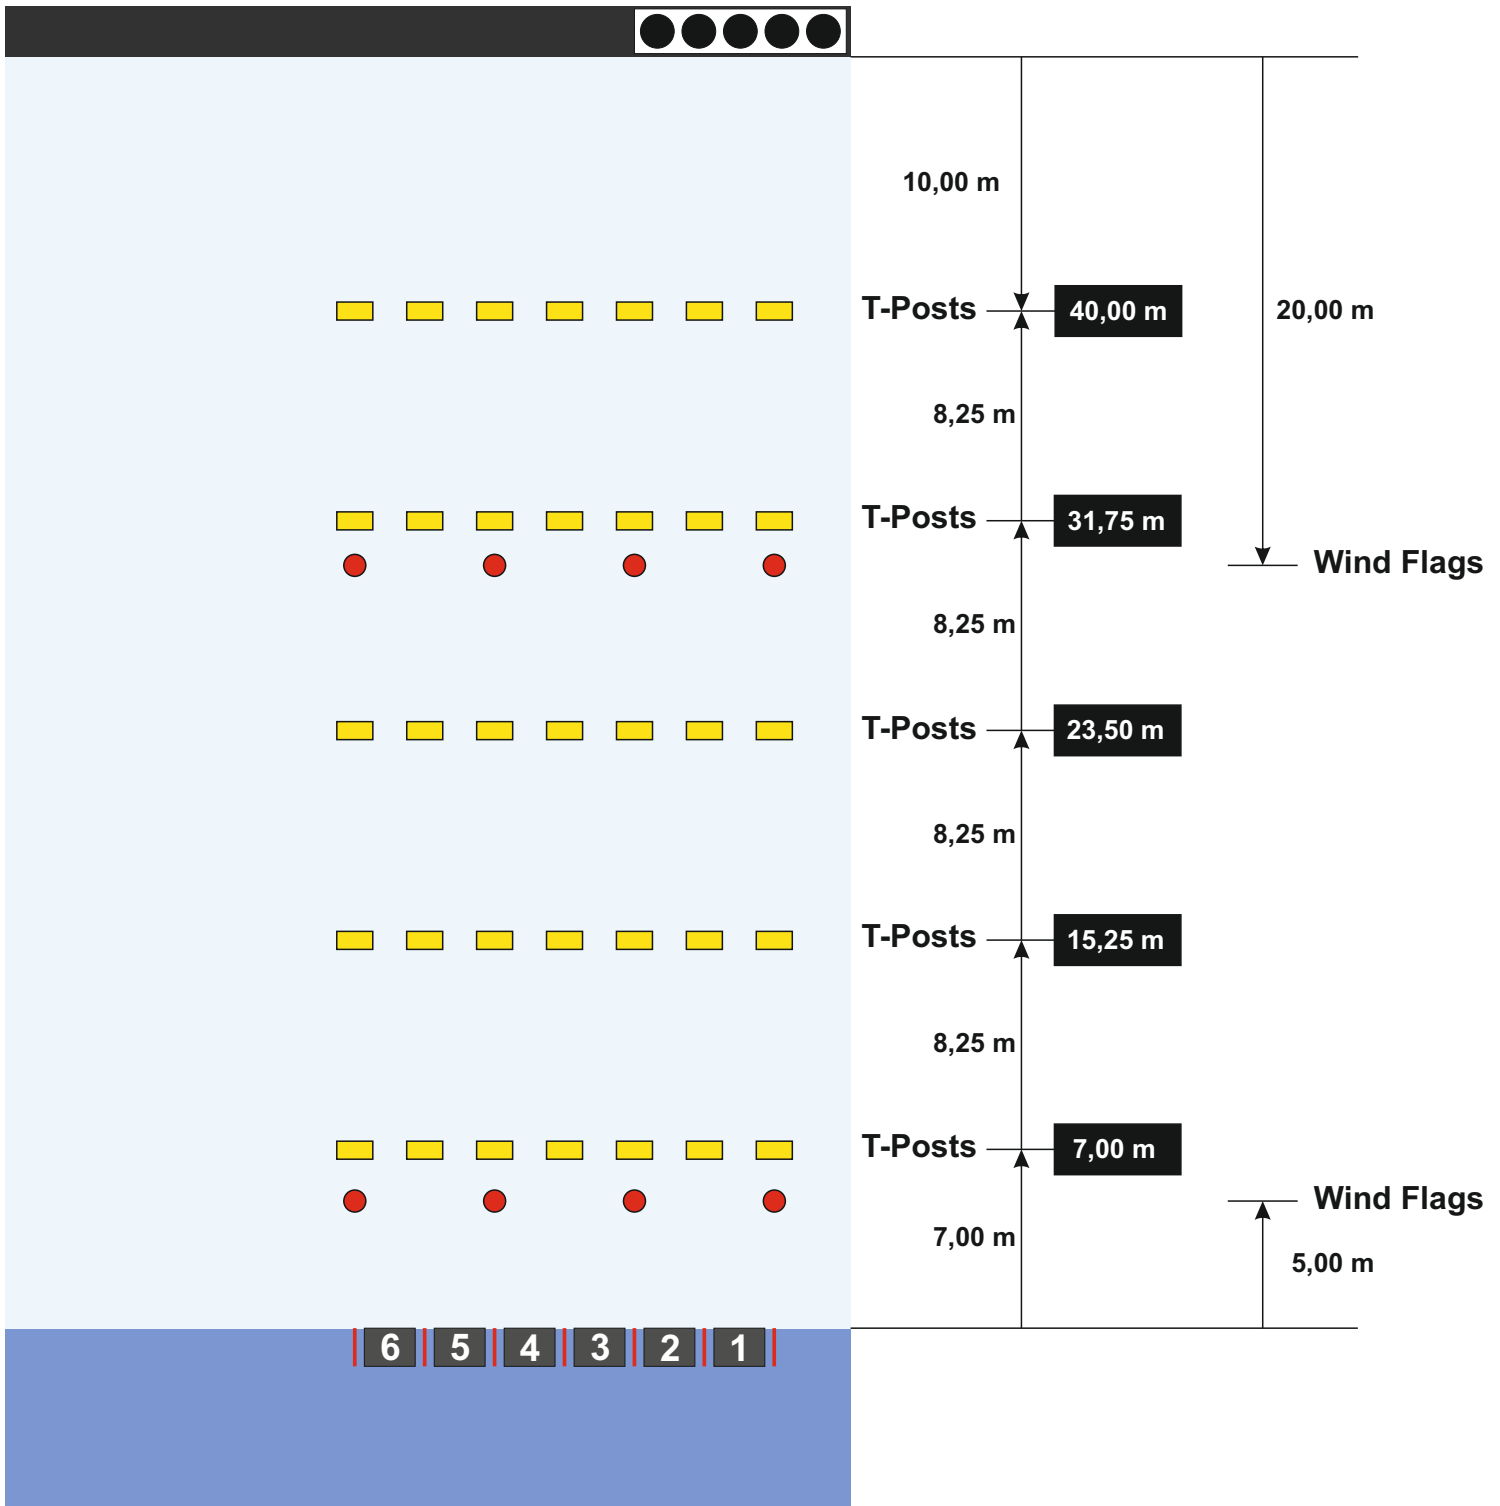 10,00 m
T-Posts 40,00 m 20,00 m
8,25 m
T-Posts 31,75 m
Wind Flags
8,25 m
T-Posts 23,50 m
8,25 m
T-Posts 15,25 m
8,25 m
T-Posts 7,00 m
Wind Flags
7,00 m
5,00 m
6 5 4 3 2 1